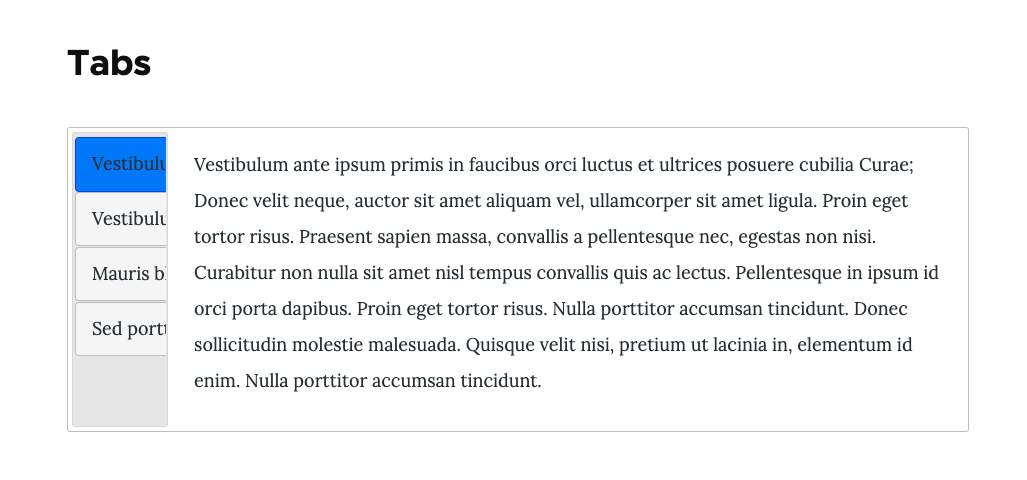 Tabs
Vestibulu
Vestibulu
Mauris b
Sed port
Vestibulum ante ipsum primis in faucibus orci luctus et ultrices posuere cubilia Curae;
Donec velit neque, auctor sit amet aliquam vel, ullamcorper sit amet ligula. Proin eget
tortor risus. Praesent sapien massa, convallis a pellentesque nec, egestas non nisi.
Curabitur non nulla sit amet nisl tempus convallis quis ac lectus. Pellentesque in ipsum id
orci porta dapibus. Proin eget tortor risus. Nulla porttitor accumsan tincidunt. Donec
sollicitudin molestie malesuada. Quisque velit nisi, pretium ut lacinia in, elementum id
enim. Nulla porttitor accumsan tincidunt.